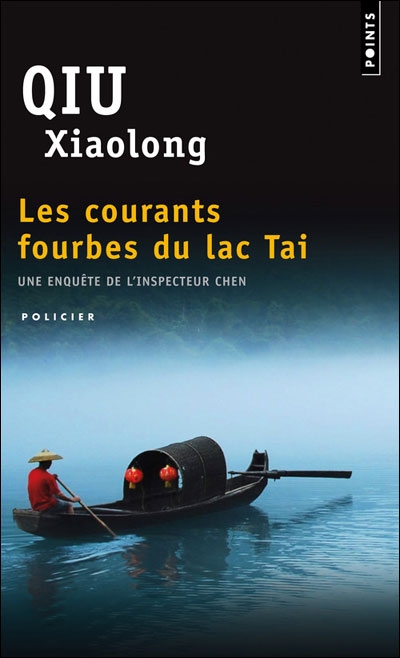 POINTS
QIU
Xiaolong
Les courants
fourbes du lac Tai
UNE ENQUÊTE DE L'INSPECTEUR CHEN
POLICIER